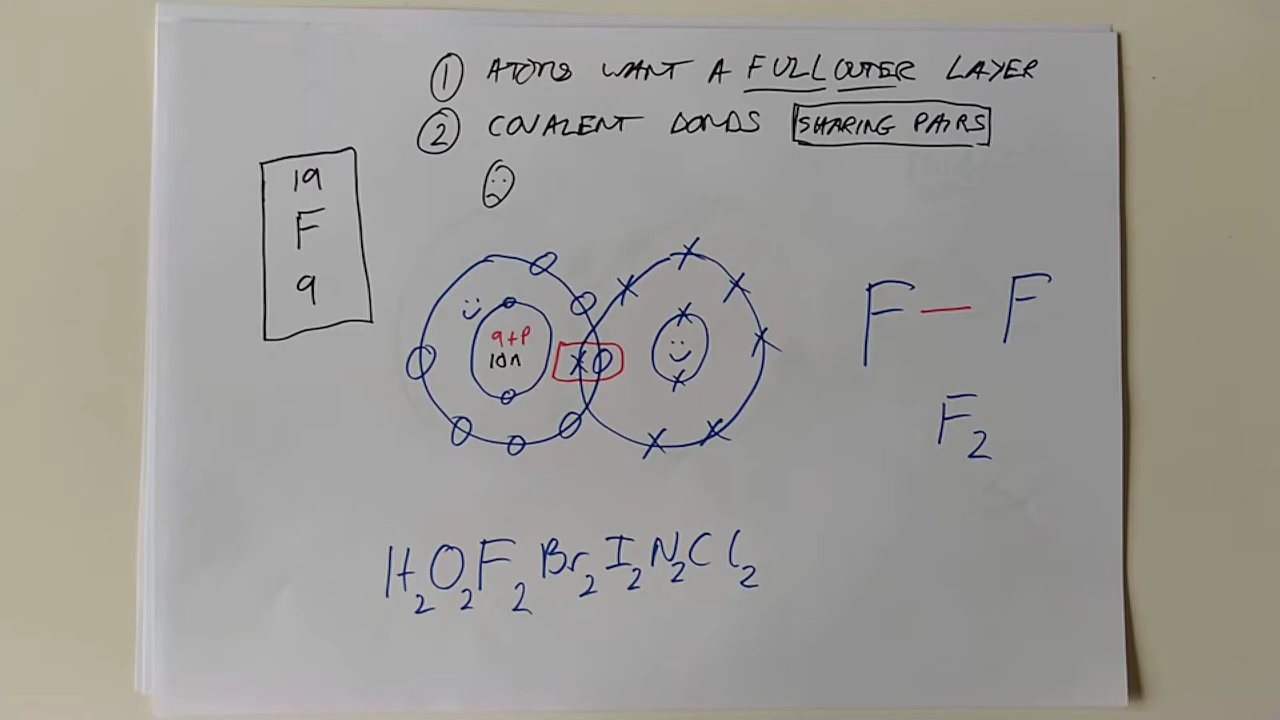 ① ATOMS WANT A FULL OUTER LAYER
② COVALENT BONDS SHARING PAIRS
19
F
9
9+P
10n
F — F
F₂
H₂O₂F₂Br₂I₂N₂Cl₂